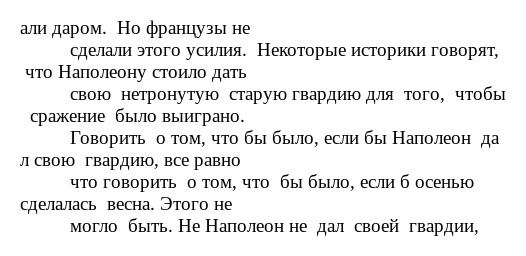 али даром. Но французы не
сделали этого усилия. Некоторые историки говорят,
что Наполеону стоило дать
свою нетронутую старую гвардию для того, чтобы
сражение было выиграно.
Говорить о том, что бы было, если бы Наполеон да
л свою гвардию, все равно
что говорить о том, что бы было, если б осенью
сделалась весна. Этого не
могло быть. Не Наполеон не дал своей гвардии,